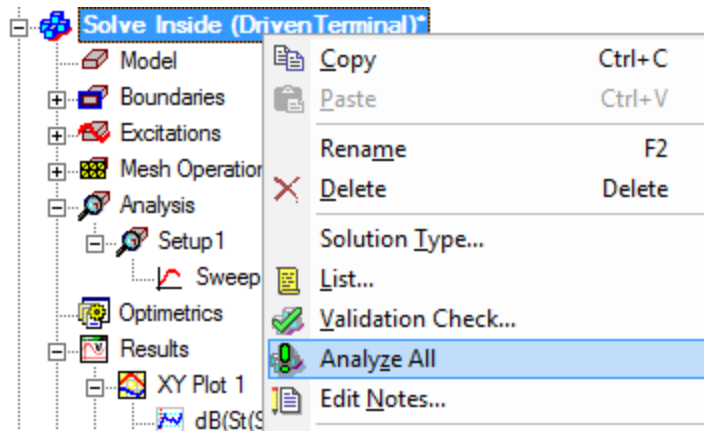 Solve Inside (DrivenTerminal)*
Model
Boundaries
Excitations
Mesh Operation
Analysis
Setup1
Sweep
Optimetrics
Results
XY Plot 1
dB(St(S
Copy Ctrl+C
Paste Ctrl+V
Rename F2
Delete Delete
Solution Type...
List...
Validation Check...
Analyze All
Edit Notes...